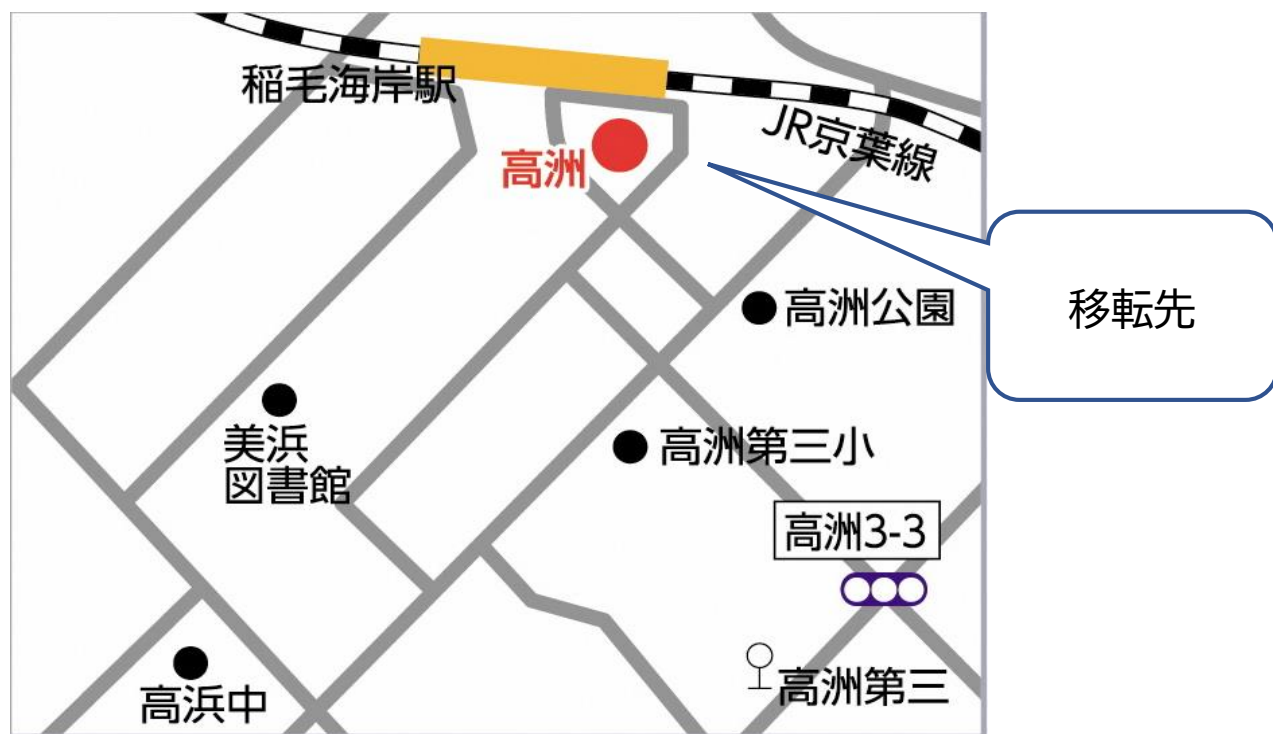 稲毛海岸駅
JR京葉線
高洲
移転先
高洲公園
美浜
図書館
高洲第三小
高洲3-3
高浜中
高洲第三